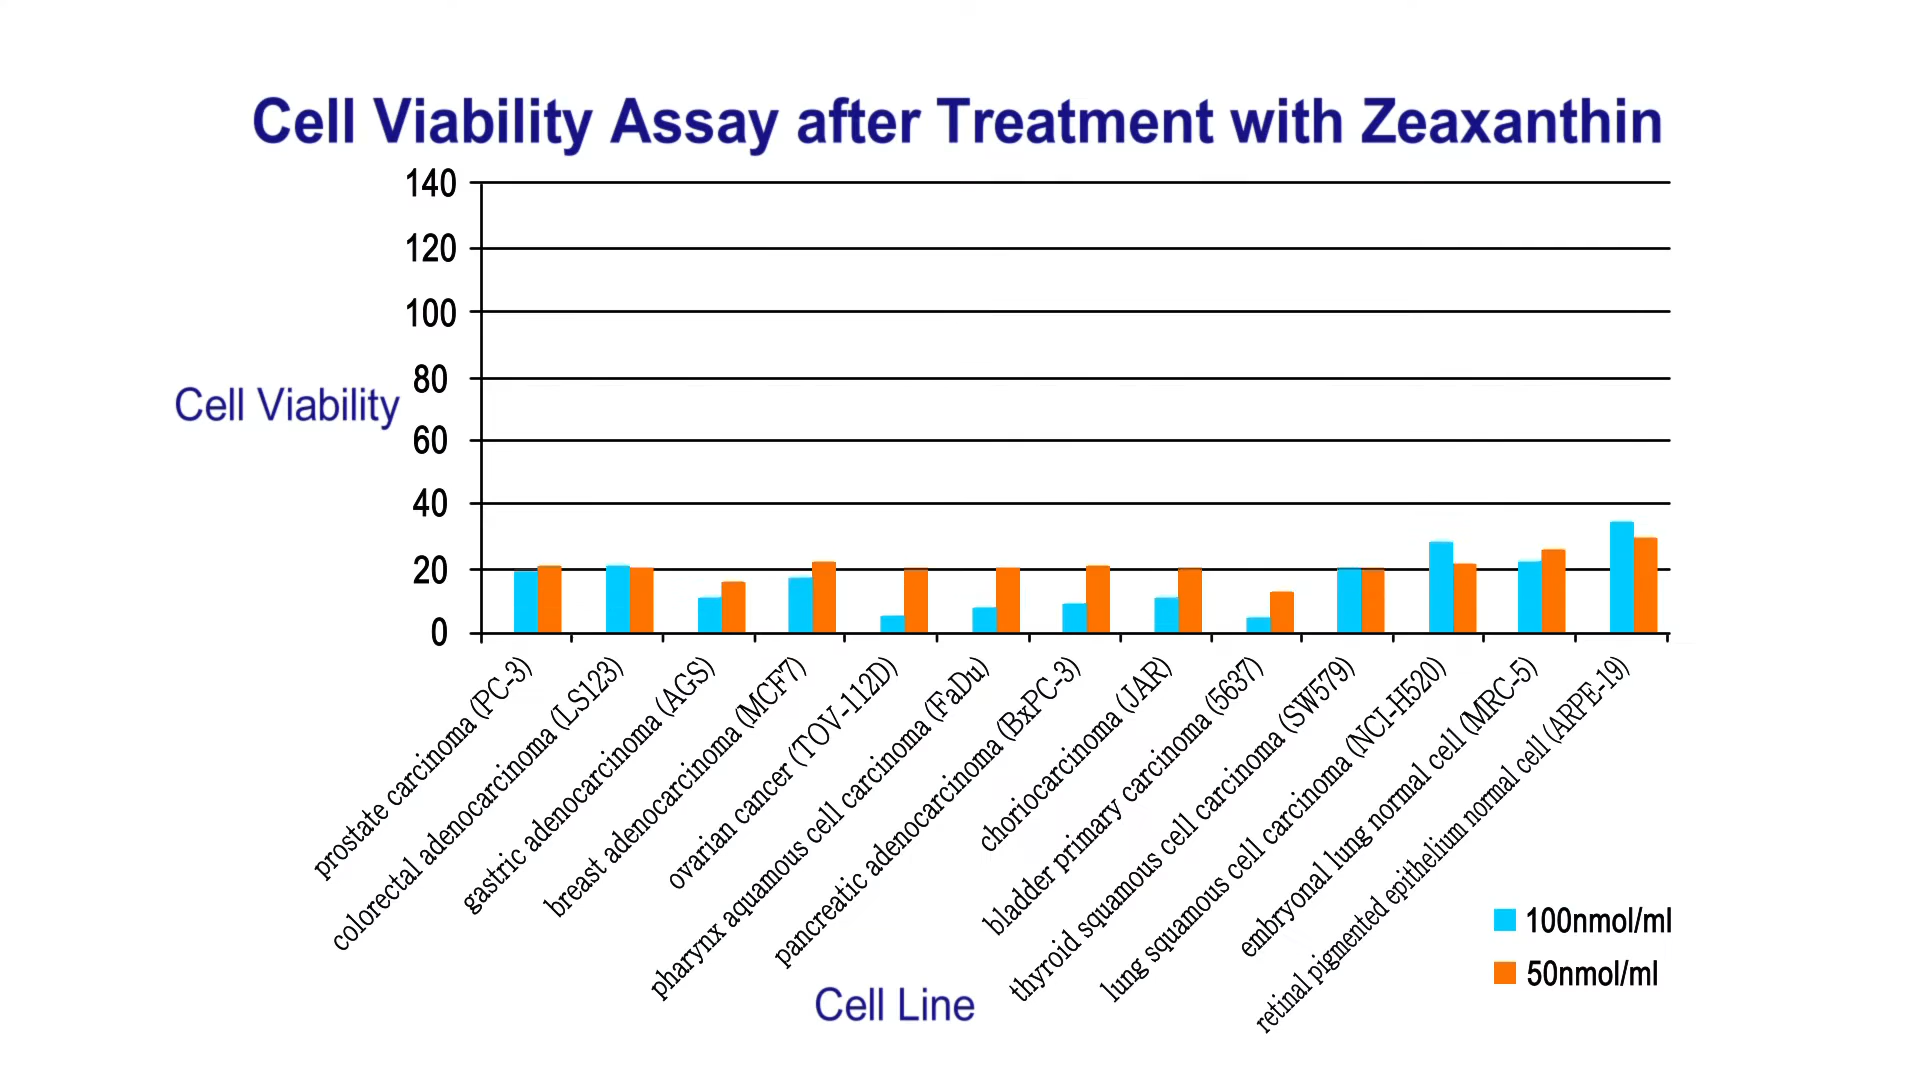 Cell Viability Assay after Treatment with Zeaxanthin
140
120
100
80
Cell Viability
60
40
20
0
prostate carcinoma (PC-3)
colorectal adenocarcinoma (LS123)
gastric adenocarcinoma (AGS)
breast adenocarcinoma (MCF7)
ovarian cancer (TOV-112D)
pharynx aquamous cell carcinoma (FaDu)
pancreatic adenocarcinoma (BxPC-3)
choriocarcinoma (JAR)
bladder primary carcinoma (5637)
thyroid squamous cell carcinoma (SW579)
lung squamous cell carcinoma (NCI-H520)
embryonal lung normal cell (MRC-5)
retinal pigmented epithelium normal cell (ARPE-19)
100nmol/ml
50nmol/ml
Cell Line